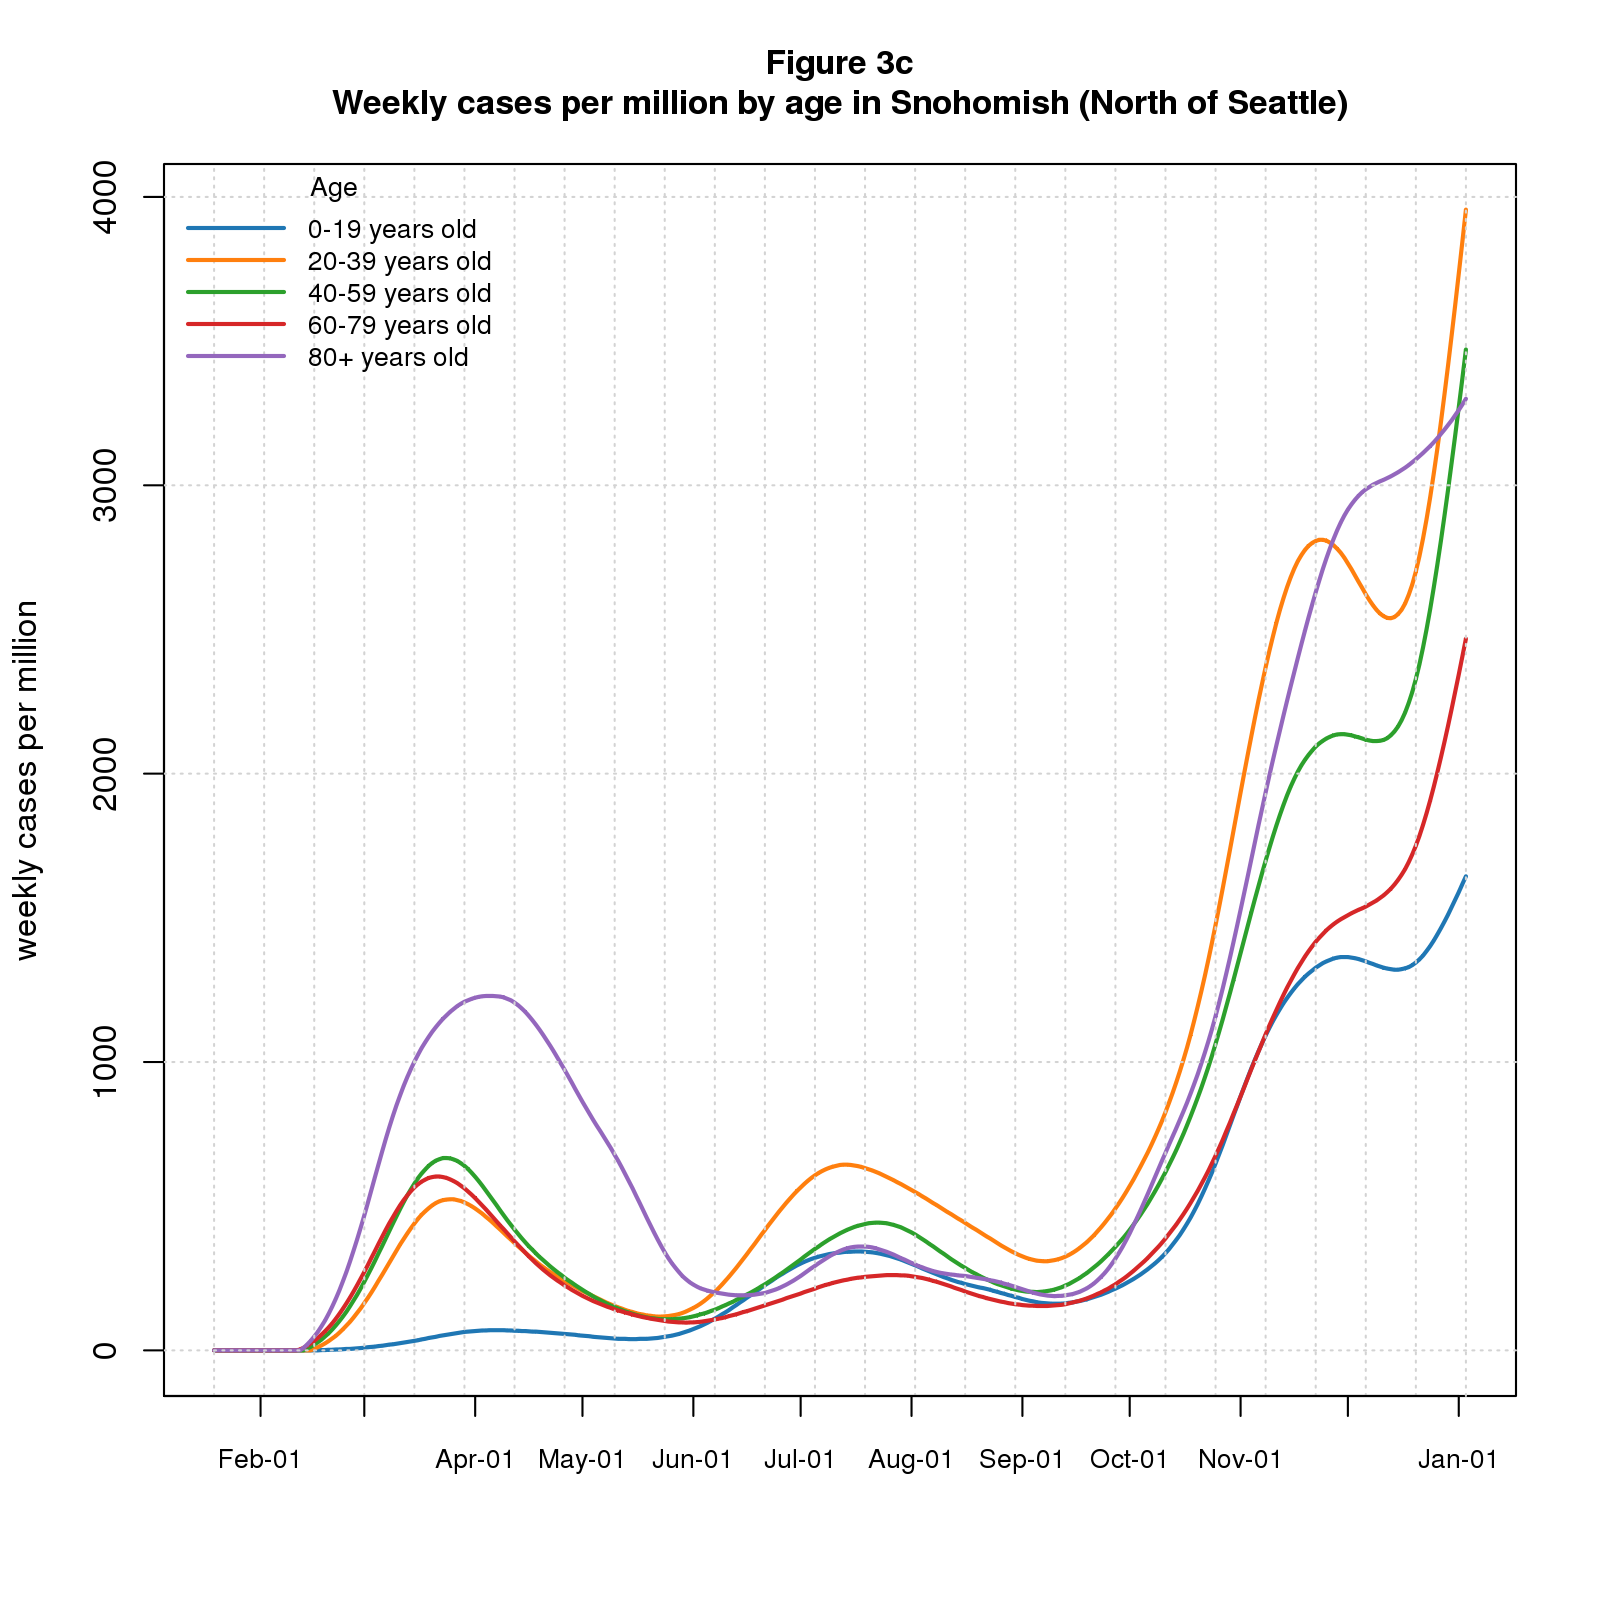 Figure 3c
Weekly cases per million by age in Snohomish (North of Seattle)
Age
0-19 years old
20-39 years old
40-59 years old
60-79 years old
80+ years old
weekly cases per million
4000
3000
2000
1000
0
Feb-01 Apr-01 May-01 Jun-01 Jul-01 Aug-01 Sep-01 Oct-01 Nov-01 Jan-01